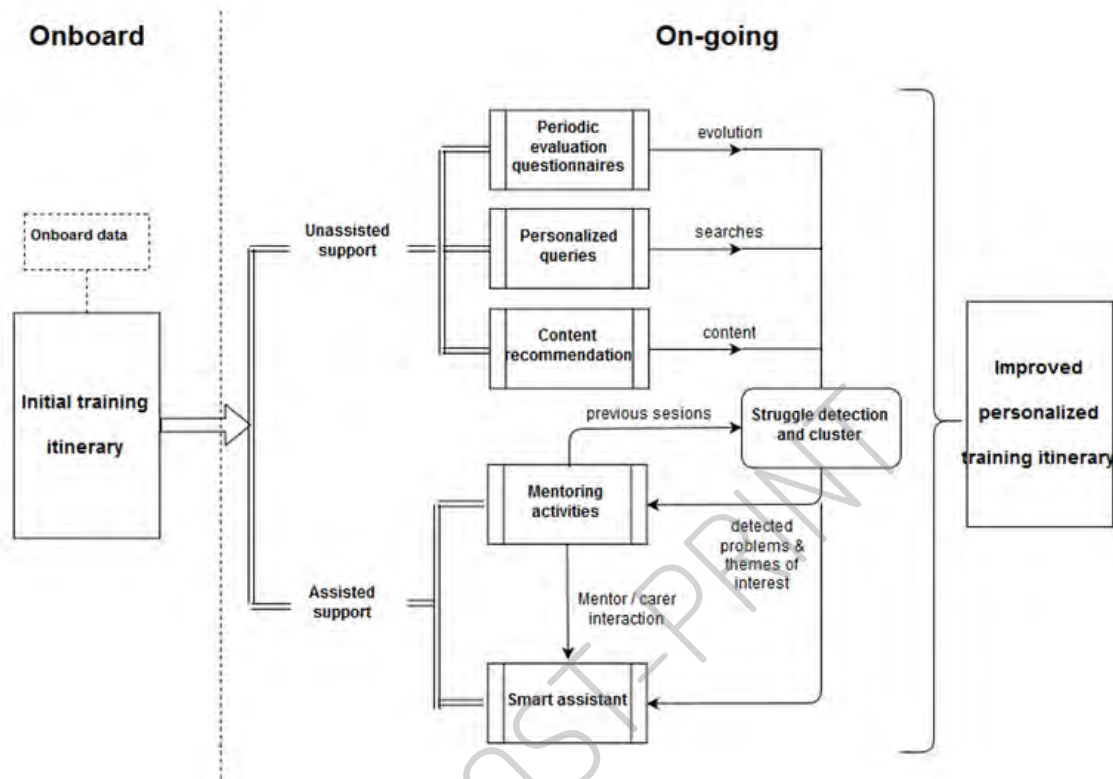 Onboard
On-going
Onboard data
Initial training
itinerary
Unassisted
support
Periodic
evaluation
questionnaires
evolution
Personalized
queries
searches
Content
recommendation
content
previous sesions
Struggle detection
and cluster
Mentoring
activities
detected
problems &
themes of
interest
Assisted
support
Mentor / carer
interaction
Smart assistant
Improved
personalized
training itinerary
OST-PRINT